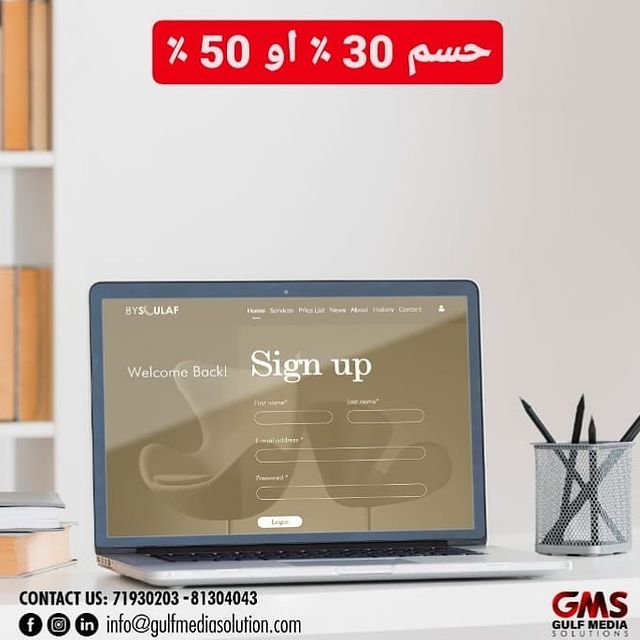 حسم 30 ٪ أو 50 ٪
BYSOULAF
Home Services Price List News About History Contact
Welcome Back!
Sign up
First name* Last name*
E-mail address *
Password *
Login
CONTACT US: 71930203 -81304043
info@gulfmediasolution.com
GMS
GULF MEDIA
SOLUTIONS